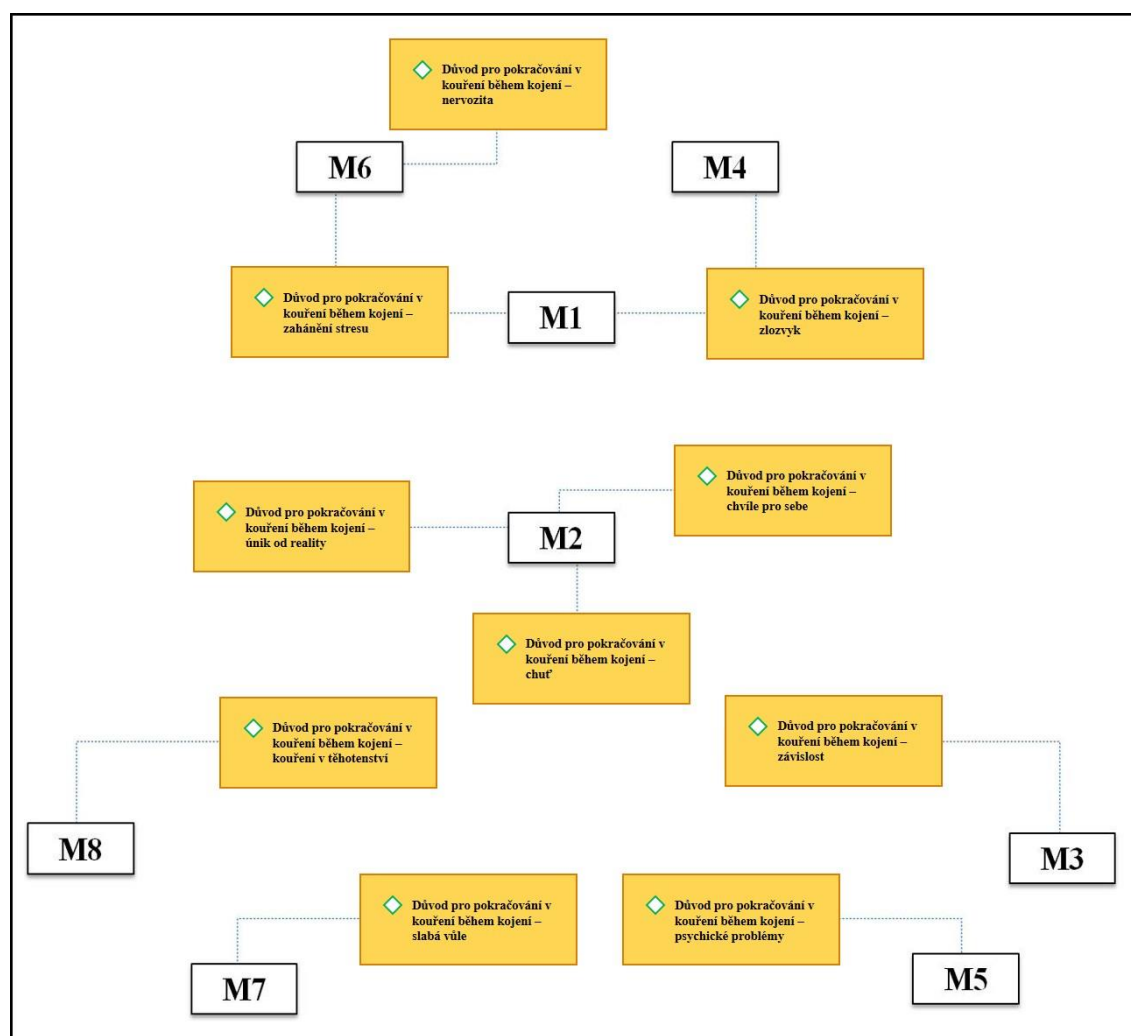 Důvod pro pokračování v
kouření během kojení –
nervozita
M6
M4
Důvod pro pokračování v
kouření během kojení –
zahánění stresu
M1
Důvod pro pokračování v
kouření během kojení –
zlozvyk
Důvod pro pokračování v
kouření během kojení –
chvíle pro sebe
Důvod pro pokračování v
kouření během kojení –
únik od reality
M2
Důvod pro pokračování v
kouření během kojení –
chuť
Důvod pro pokračování v
kouření během kojení –
kouření v těhotenství
Důvod pro pokračování v
kouření během kojení –
závislost
M8
M3
Důvod pro pokračování v
kouření během kojení –
slabá vůle
Důvod pro pokračování v
kouření během kojení –
psychické problémy
M7
M5